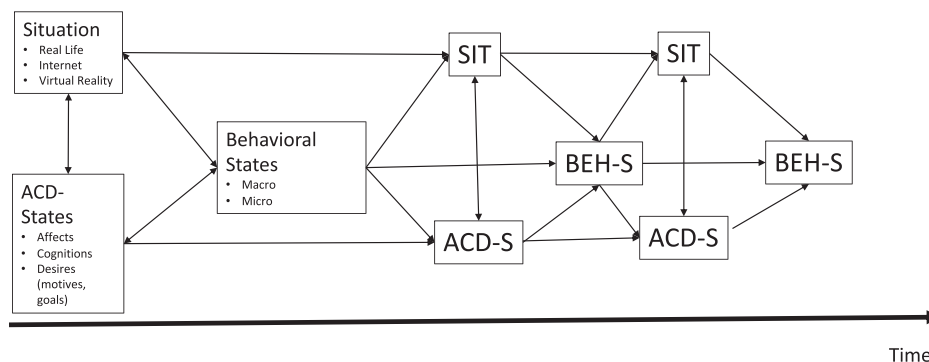 Situation
• Real Life
• Internet
• Virtual Reality
ACD-
States
• Affects
• Cognitions
• Desires
(motives,
goals)
Behavioral
States
• Macro
• Micro
SIT
ACD-S
BEH-S
SIT
ACD-S
BEH-S
Time